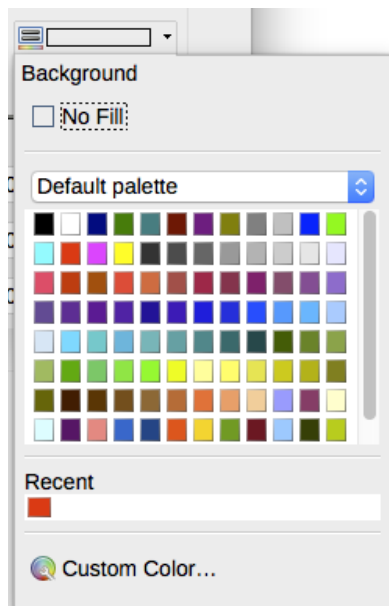 Background
No Fill
Default palette
Recent
Custom Color...